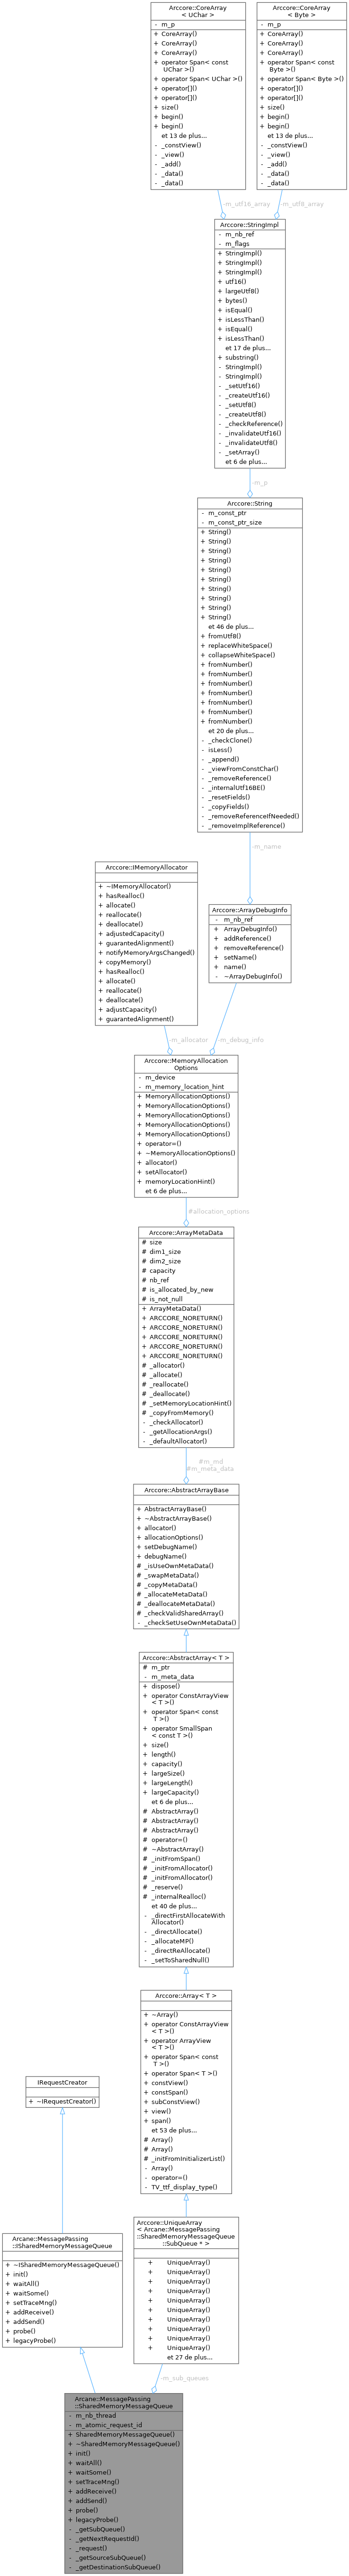 Arccore::CoreArray
< UChar >
- m_p
+ CoreArray()
+ CoreArray()
+ CoreArray()
+ operator Span< const
UChar >()
+ operator Span< UChar >()
+ operator[]()
+ operator[]()
+ size()
+ begin()
+ begin()
et 13 de plus...
- _constView()
- _view()
- _add()
- _data()
- _data()
Arccore::CoreArray
< Byte >
- m_p
+ CoreArray()
+ CoreArray()
+ CoreArray()
+ operator Span< const
Byte >()
+ operator Span< Byte >()
+ operator[]()
+ operator[]()
+ size()
+ begin()
+ begin()
et 13 de plus...
- _constView()
- _view()
- _add()
- _data()
- _data()
-m_utf16_array
-m_utf8_array
Arccore::StringImpl
- m_nb_ref
- m_flags
+ StringImpl()
+ StringImpl()
+ StringImpl()
+ utf16()
+ largeUtf8()
+ bytes()
+ isEqual()
+ isLessThan()
+ isEqual()
+ isLessThan()
et 17 de plus...
+ substring()
- StringImpl()
- StringImpl()
- _setUtf16()
- _createUtf16()
- _setUtf8()
- _createUtf8()
- _checkReference()
- _invalidateUtf16()
- _invalidateUtf8()
- _setArray()
et 6 de plus...
-m_p
Arccore::String
- m_const_ptr
- m_const_ptr_size
+ String()
+ String()
+ String()
+ String()
+ String()
+ String()
+ String()
+ String()
+ String()
+ String()
et 46 de plus...
+ fromUtf8()
+ replaceWhiteSpace()
+ collapseWhiteSpace()
+ fromNumber()
+ fromNumber()
+ fromNumber()
+ fromNumber()
+ fromNumber()
+ fromNumber()
+ fromNumber()
et 20 de plus...
- _checkClone()
- isLess()
- _append()
- _viewFromConstChar()
- _removeReference()
- _internalUtf16BE()
- _resetFields()
- _copyFields()
- _removeReferenceIfNeeded()
- _removeImplReference()
-m_name
Arccore::IMemoryAllocator
+ ~IMemoryAllocator()
+ hasRealloc()
+ allocate()
+ reallocate()
+ deallocate()
+ adjustedCapacity()
+ guarantedAlignment()
+ notifyMemoryArgsChanged()
+ copyMemory()
+ hasRealloc()
+ allocate()
+ reallocate()
+ deallocate()
+ adjustCapacity()
+ guarantedAlignment()
Arccore::ArrayDebugInfo
- m_nb_ref
+ ArrayDebugInfo()
+ addReference()
+ removeReference()
+ setName()
+ name()
- ~ArrayDebugInfo()
-m_allocator
-m_debug_info
Arccore::MemoryAllocation
Options
- m_device
- m_memory_location_hint
+ MemoryAllocationOptions()
+ MemoryAllocationOptions()
+ MemoryAllocationOptions()
+ MemoryAllocationOptions()
+ MemoryAllocationOptions()
+ operator=()
+ ~MemoryAllocationOptions()
+ allocator()
+ setAllocator()
+ memoryLocationHint()
et 6 de plus...
#allocation_options
Arccore::ArrayMetaData
# size
# dim1_size
# dim2_size
# capacity
# nb_ref
# is_allocated_by_new
# is_not_null
+ ArrayMetaData()
+ ARCCORE_NORETURN()
+ ARCCORE_NORETURN()
+ ARCCORE_NORETURN()
+ ARCCORE_NORETURN()
+ ARCCORE_NORETURN()
# _allocator()
# _allocate()
# _reallocate()
# _deallocate()
# _setMemoryLocationHint()
# _copyFromMemory()
- _checkAllocator()
- _getAllocationArgs()
- _defaultAllocator()
#m_md
#m_meta_data
Arccore::AbstractArrayBase
+ AbstractArrayBase()
+ ~AbstractArrayBase()
+ allocator()
+ allocationOptions()
+ setDebugName()
+ debugName()
# _isUseOwnMetaData()
# _swapMetaData()
# _copyMetaData()
# _allocateMetaData()
# _deallocateMetaData()
# _checkValidSharedArray()
- _checkSetUseOwnMetaData()
Arccore::AbstractArray< T >
# m_ptr
- m_meta_data
+ dispose()
+ operator ConstArrayView
< T >()
+ operator Span< const
T >()
+ operator SmallSpan
< const T >()
+ size()
+ length()
+ capacity()
+ largeSize()
+ largeLength()
+ largeCapacity()
et 6 de plus...
# AbstractArray()
# AbstractArray()
# AbstractArray()
# operator=()
# ~AbstractArray()
# _initFromSpan()
# _initFromAllocator()
# _initFromAllocator()
# _reserve()
# _internalRealloc()
et 40 de plus...
- _directFirstAllocateWith
Allocator()
- _directAllocate()
- _allocateMP()
- _directReAllocate()
- _setToSharedNull()
Arccore::Array< T >
+ ~Array()
+ operator ConstArrayView
< T >()
+ operator ArrayView
< T >()
+ operator Span< const
T >()
+ operator Span< T >()
+ constView()
+ constSpan()
+ subConstView()
+ view()
+ span()
et 53 de plus...
# Array()
# Array()
# _initFromInitializerList()
- Array()
- operator=()
- TV_ttf_display_type()
IRequestCreator
+ ~IRequestCreator()
Arccore::UniqueArray
< Arcane::MessagePassing
::SharedMemoryMessageQueue
::SubQueue * >
+ UniqueArray()
+ UniqueArray()
+ UniqueArray()
+ UniqueArray()
+ UniqueArray()
+ UniqueArray()
+ UniqueArray()
+ UniqueArray()
+ UniqueArray()
+ UniqueArray()
et 27 de plus...
Arcane::MessagePassing
::ISharedMemoryMessageQueue
+ ~ISharedMemoryMessageQueue()
+ init()
+ waitAll()
+ waitSome()
+ setTraceMng()
+ addReceive()
+ addSend()
+ probe()
+ legacyProbe()
-m_sub_queues
Arcane::MessagePassing
::SharedMemoryMessageQueue
- m_nb_thread
- m_atomic_request_id
+ SharedMemoryMessageQueue()
+ ~SharedMemoryMessageQueue()
+ init()
+ waitAll()
+ waitSome()
+ setTraceMng()
+ addReceive()
+ addSend()
+ probe()
+ legacyProbe()
- _getSubQueue()
- _getNextRequestId()
- _request()
- _getSourceSubQueue()
- _getDestinationSubQueue()